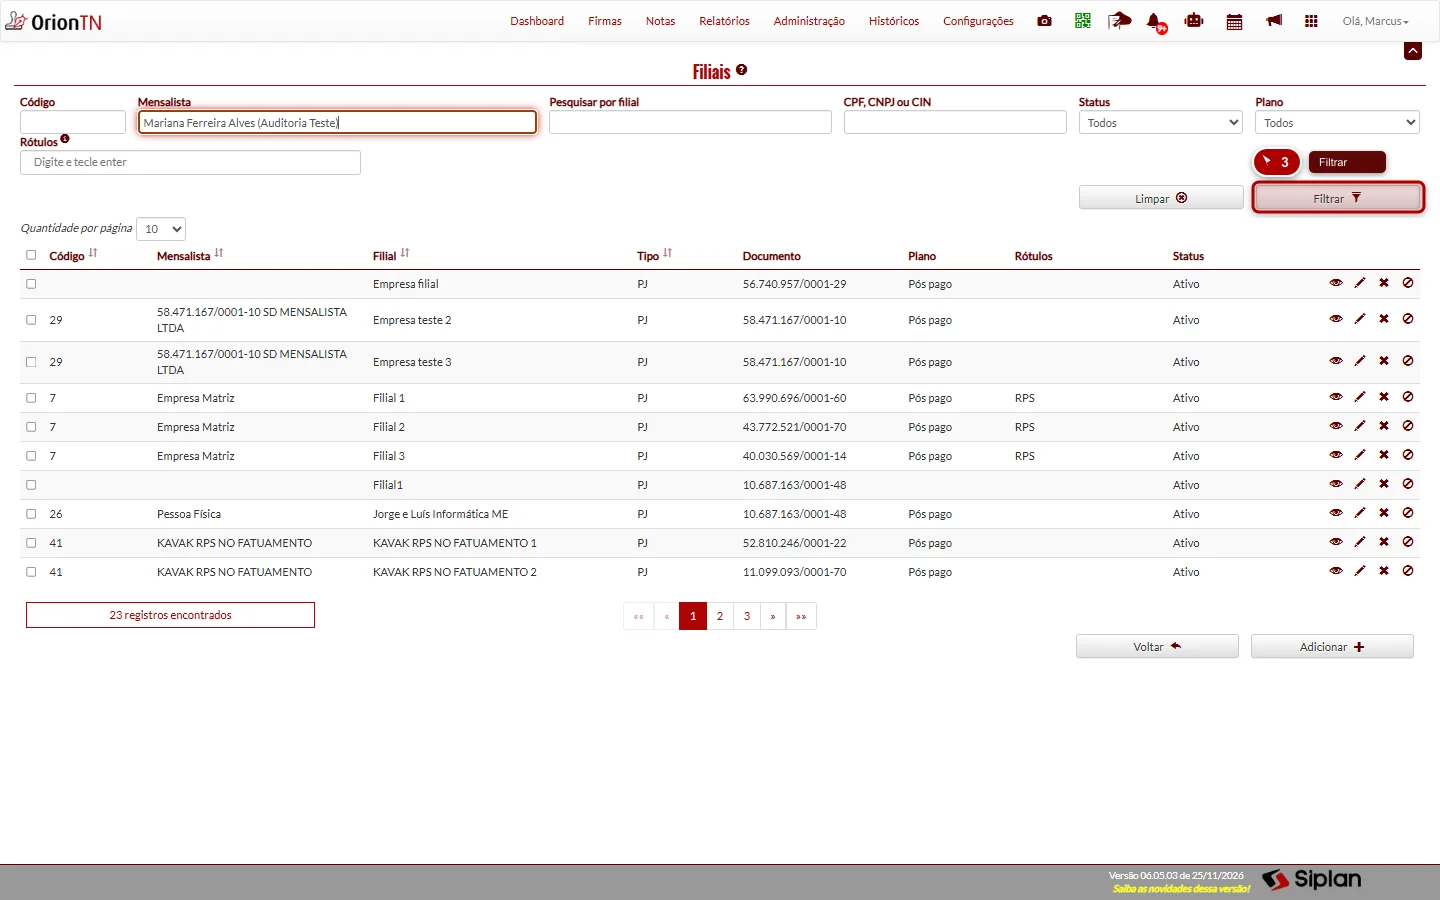 OrionTN
Dashboard
Firmas
Notas
Relatórios
Administração
Históricos
Configurações
9+
Olá, Marcus
Filiais
Código
Mensalista
Pesquisar por filial
CPF, CNPJ ou CIN
Status
Plano
Mariana Ferreira Alves (Auditoria Teste)
Todos
Todos
Rótulos
Digite e tecle enter
3
Filtrar
Limpar
Filtrar
Quantidade por página
10
Código Mensalista Filial Tipo Documento Plano Rótulos Status
Empresa filial PJ 56.740.957/0001-29 Pós pago Ativo
29 58.471.167/0001-10 SD MENSALISTA LTDA Empresa teste 2 PJ 58.471.167/0001-10 Pós pago Ativo
29 58.471.167/0001-10 SD MENSALISTA LTDA Empresa teste 3 PJ 58.471.167/0001-10 Pós pago Ativo
7 Empresa Matriz Filial 1 PJ 63.990.696/0001-60 Pós pago RPS Ativo
7 Empresa Matriz Filial 2 PJ 43.772.521/0001-70 Pós pago RPS Ativo
7 Empresa Matriz Filial 3 PJ 40.030.569/0001-14 Pós pago RPS Ativo
Filial1 PJ 10.687.163/0001-48 Ativo
26 Pessoa Física Jorge e Luís Informática ME PJ 10.687.163/0001-48 Pós pago Ativo
41 KAVAK RPS NO FATUAMENTO KAVAK RPS NO FATUAMENTO 1 PJ 52.810.246/0001-22 Pós pago Ativo
41 KAVAK RPS NO FATUAMENTO KAVAK RPS NO FATUAMENTO 2 PJ 11.099.093/0001-70 Pós pago Ativo
23 registros encontrados
«« « 1 2 3 » »»
Voltar
Adicionar
Versão 06.05.03 de 25/11/2026
Saiba as novidades dessa versão!
Siplan